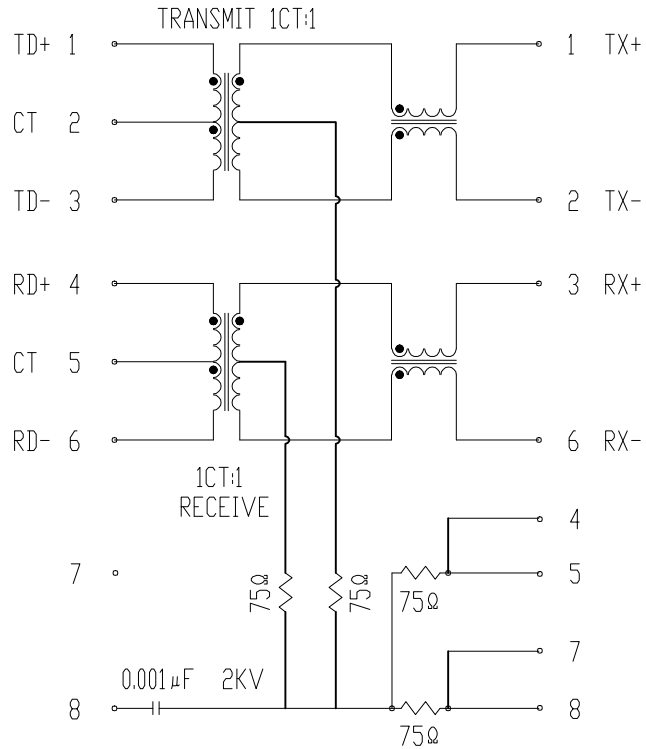 TRANSMIT 1CT:1
TD+ 1
1 TX+
CT 2
TD- 3
2 TX-
RD+ 4
3 RX+
CT 5
RD- 6
6 RX-
1CT:1
RECEIVE
4
7
5
75Ω
75Ω
75Ω
7
0.001µF 2KV
8
8
75Ω